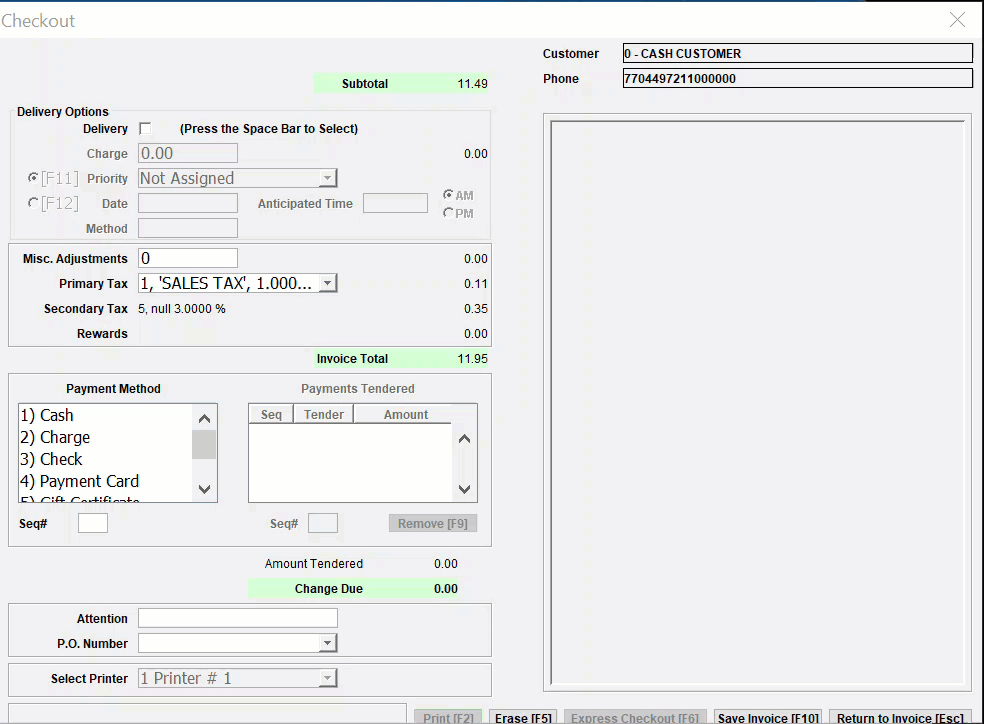 Checkout
Customer 0 - CASH CUSTOMER
Phone 7704497211000000
Subtotal 11.49
Delivery Options
Delivery (Press the Space Bar to Select)
Charge 0.00 0.00
[F11] Priority Not Assigned
[F12] Date Anticipated Time AM
PM
Method
Misc. Adjustments 0 0.00
Primary Tax 1, 'SALES TAX', 1.000... 0.11
Secondary Tax 5, null 3.0000 % 0.35
Rewards 0.00
Invoice Total 11.95
Payment Method Payments Tendered
1) Cash Seq Tender Amount
2) Charge
3) Check
4) Payment Card
5) Gift Certificate
Seq# Seq# Remove [F9]
Amount Tendered 0.00
Change Due 0.00
Attention
P.O. Number
Select Printer 1 Printer # 1
Print [F2] Erase [F5] Express Checkout [F6] Save Invoice [F10] Return to Invoice [Esc]